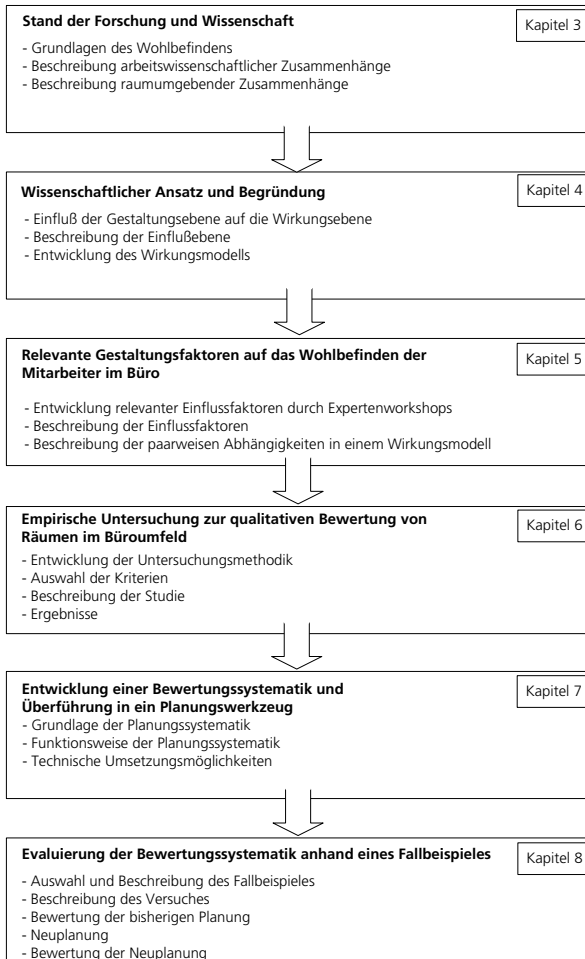 Stand der Forschung und Wissenschaft
Kapitel 3
- Grundlagen des Wohlbefindens
- Beschreibung arbeitswissenschaftlicher Zusammenhänge
- Beschreibung raumumgebender Zusammenhänge
Wissenschaftlicher Ansatz und Begründung
Kapitel 4
- Einfluß der Gestaltungsebene auf die Wirkungsebene
- Beschreibung der Einflußebene
- Entwicklung des Wirkungsmodells
Relevante Gestaltungsfaktoren auf das Wohlbefinden der
Mitarbeiter im Büro
Kapitel 5
- Entwicklung relevanter Einflussfaktoren durch Expertenworkshops
- Beschreibung der Einflussfaktoren
- Beschreibung der paarweisen Abhängigkeiten in einem Wirkungsmodell
Empirische Untersuchung zur qualitativen Bewertung von
Räumen im Büroumfeld
Kapitel 6
- Entwicklung der Untersuchungsmethodik
- Auswahl der Kriterien
- Beschreibung der Studie
- Ergebnisse
Entwicklung einer Bewertungssystematik und
Überführung in ein Planungswerkzeug
Kapitel 7
- Grundlage der Planungssystematik
- Funktionsweise der Planungssystematik
- Technische Umsetzungsmöglichkeiten
Evaluierung der Bewertungssystematik anhand eines Fallbeispieles
Kapitel 8
- Auswahl und Beschreibung des Fallbeispieles
- Beschreibung des Versuches
- Bewertung der bisherigen Planung
- Neuplanung
- Bewertung der Neuplanung